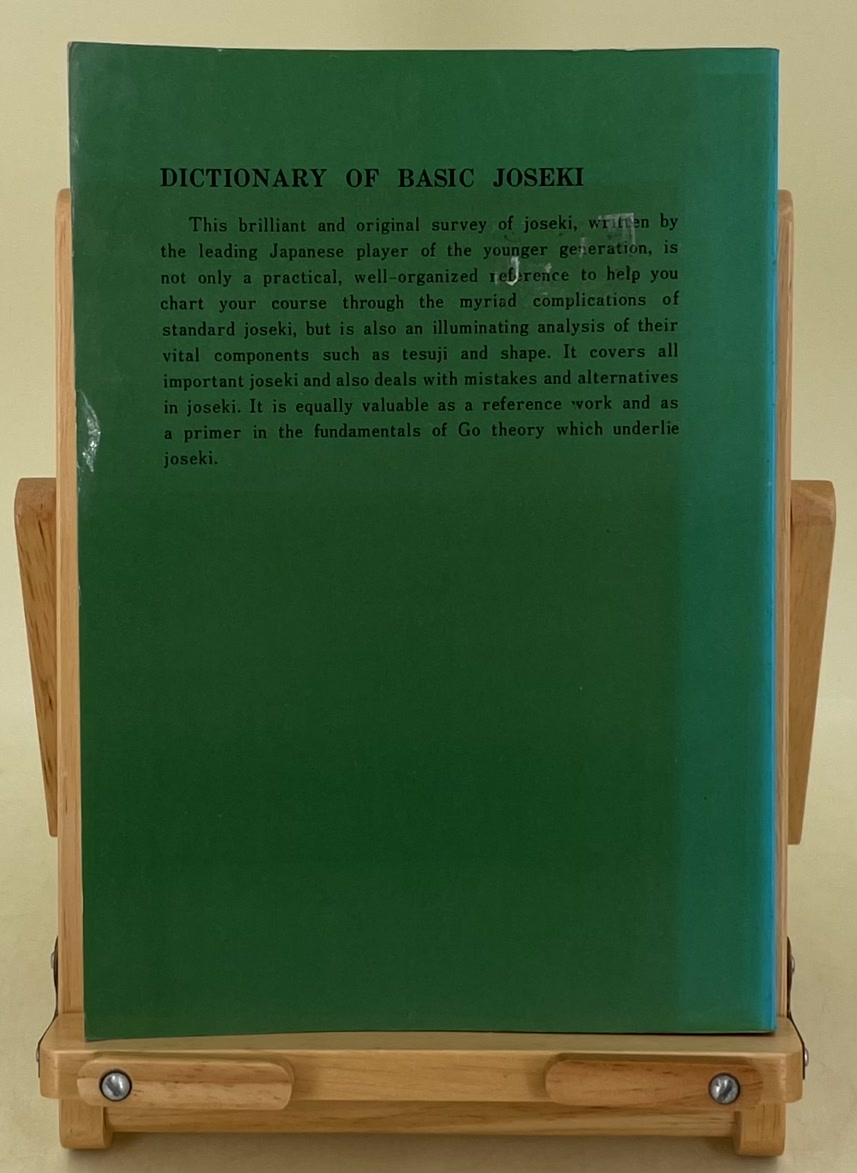 DICTIONARY OF BASIC JOSEKI
This brilliant and original survey of joseki, written by
the leading Japanese player of the younger generation, is
not only a practical, well-organized reference to help you
chart your course through the myriad complications of
standard joseki, but is also an illuminating analysis of their
vital components such as tesuji and shape. It covers all
important joseki and also deals with mistakes and alternatives
in joseki. It is equally valuable as a reference work and as
a primer in the fundamentals of Go theory which underlie
joseki.